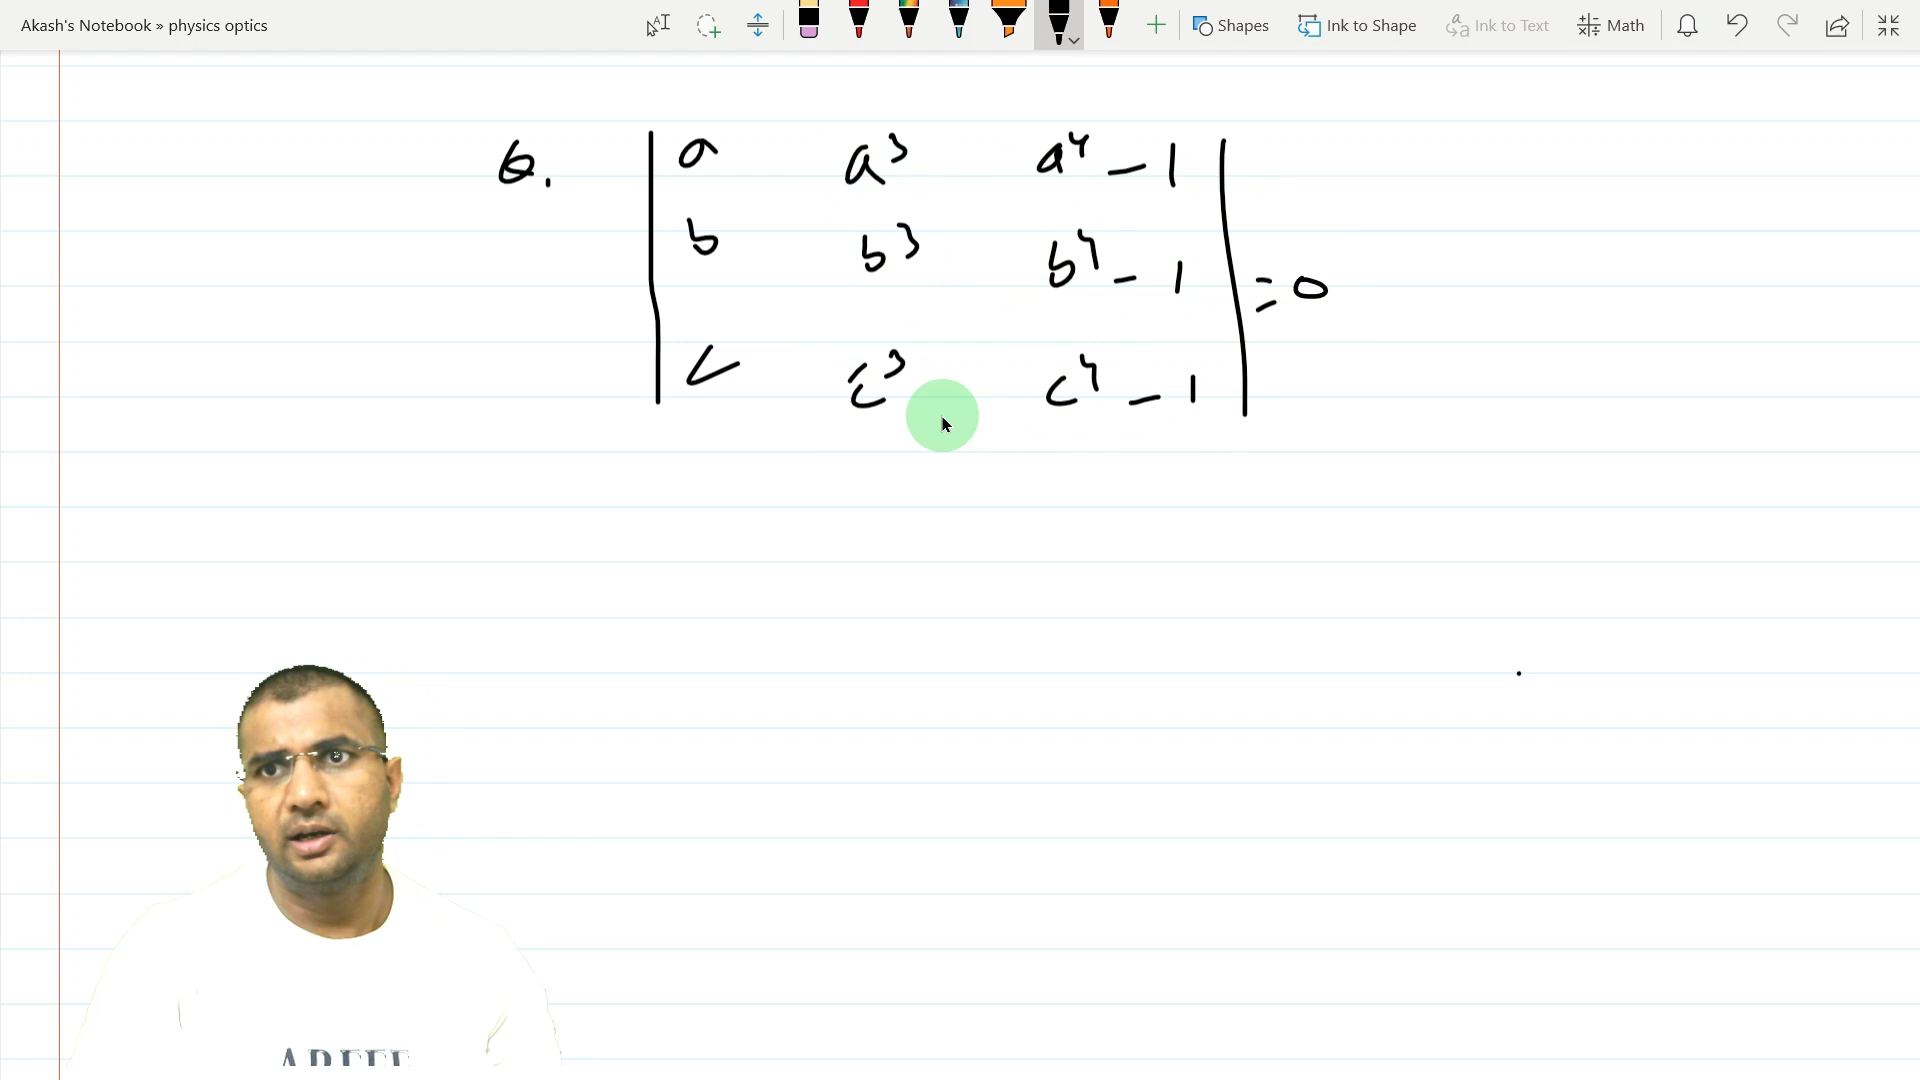 Akash's Notebook » physics optics
Shapes Ink to Shape Ink to Text Math
Q. | a a³ a⁴ - 1 |
| b b³ b⁴ - 1 | = 0
| c c³ c⁴ - 1 |